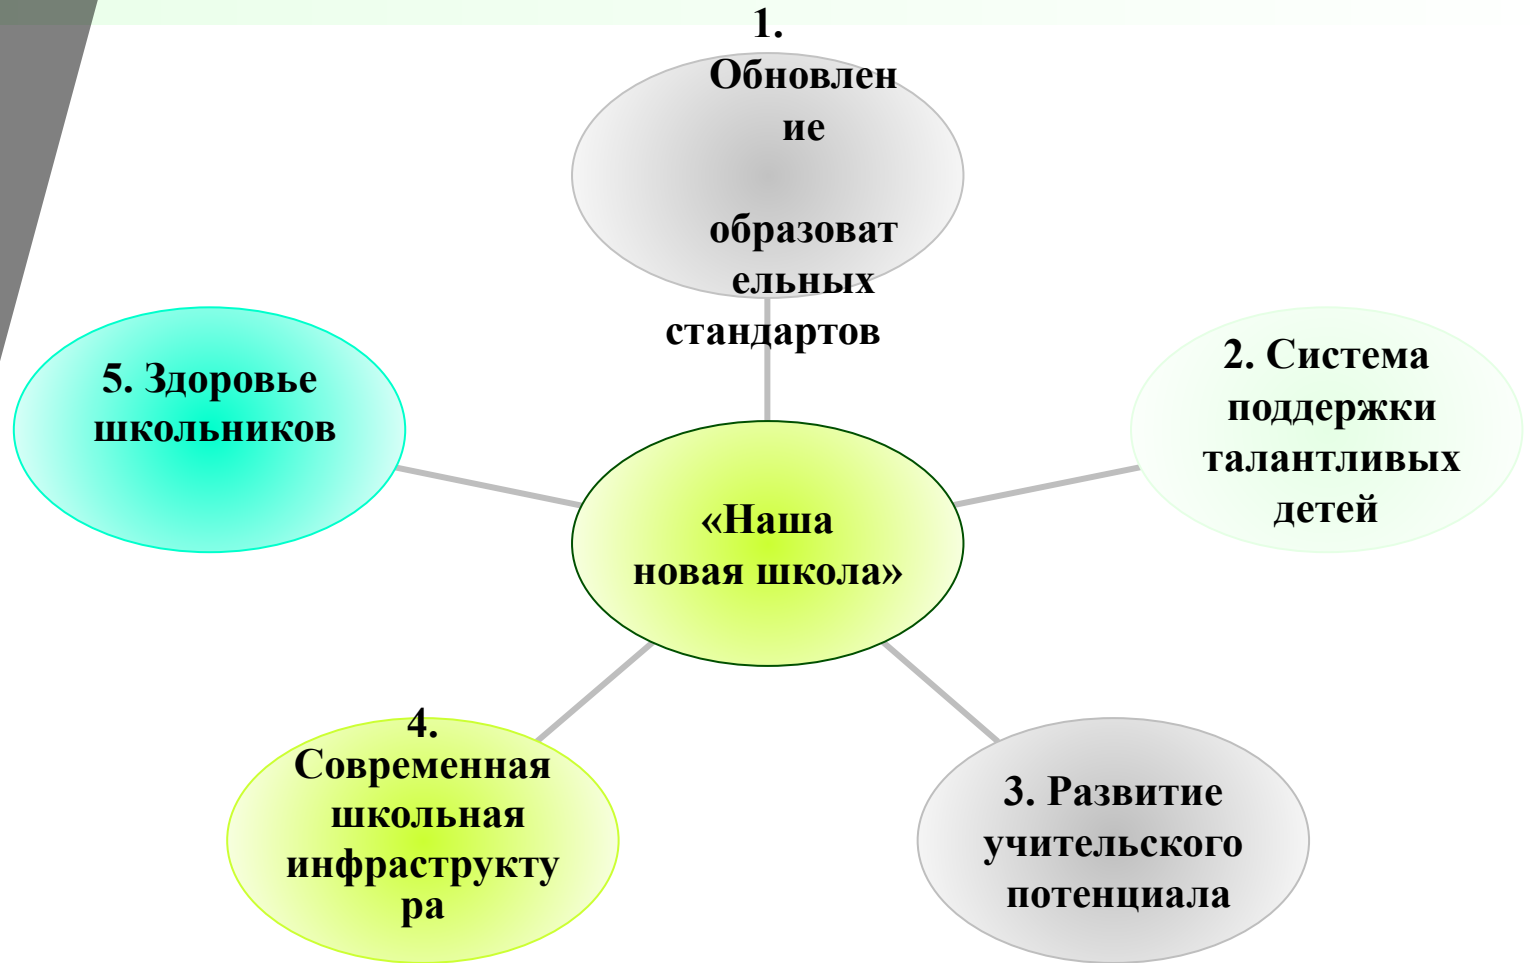 1.
Обновлен
ие
образоват
ельных
стандартов
2. Система
поддержки
талантливых
детей
3. Развитие
учительского
потенциала
4.
Современная
школьная
инфраструкту
ра
5. Здоровье
школьников
«Наша
новая школа»